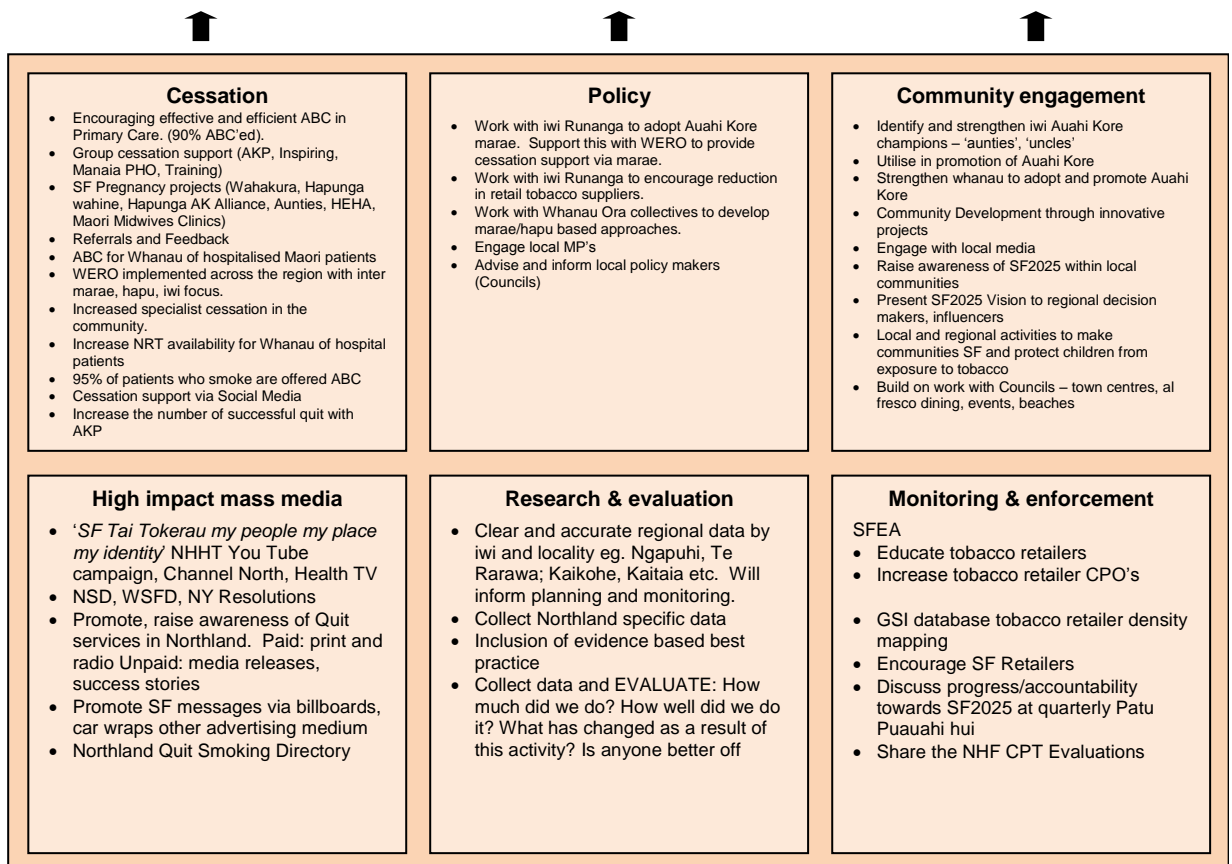 Cessation
• Encouraging effective and efficient ABC in
Primary Care. (90% ABC'ed).
• Group cessation support (AKP, Inspiring,
Manaia PHO, Training)
• SF Pregnancy projects (Wahakura, Hapunga
wahine, Hapunga AK Alliance, Aunties, HEHA,
Maori Midwives Clinics)
• Referrals and Feedback
• ABC for Whanau of hospitalised Maori patients
• WERO implemented across the region with inter
marae, hapu, iwi focus.
• Increased specialist cessation in the
community.
• Increase NRT availability for Whanau of hospital
patients
• 95% of patients who smoke are offered ABC
• Cessation support via Social Media
• Increase the number of successful quit with
AKP
Policy
• Work with iwi Runanga to adopt Auahi Kore
marae. Support this with WERO to provide
cessation support via marae.
• Work with iwi Runanga to encourage reduction
in retail tobacco suppliers.
• Work with Whanau Ora collectives to develop
marae/hapu based approaches.
• Engage local MP's
• Advise and inform local policy makers
(Councils)
Community engagement
• Identify and strengthen iwi Auahi Kore
champions – 'aunties', 'uncles'
• Utilise in promotion of Auahi Kore
• Strengthen whanau to adopt and promote Auahi
Kore
• Community Development through innovative
projects
• Engage with local media
• Raise awareness of SF2025 within local
communities
• Present SF2025 Vision to regional decision
makers, influencers
• Local and regional activities to make
communities SF and protect children from
exposure to tobacco
• Build on work with Councils – town centres, al
fresco dining, events, beaches
High impact mass media
• 'SF Tai Tokerau my people my place
my identity' NHHT You Tube
campaign, Channel North, Health TV
• NSD, WSFD, NY Resolutions
• Promote, raise awareness of Quit
services in Northland. Paid: print and
radio Unpaid: media releases,
success stories
• Promote SF messages via billboards,
car wraps other advertising medium
• Northland Quit Smoking Directory
Research & evaluation
• Clear and accurate regional data by
iwi and locality eg. Ngapuhi, Te
Rarawa; Kaikohe, Kaitaia etc. Will
inform planning and monitoring.
• Collect Northland specific data
• Inclusion of evidence based best
practice
• Collect data and EVALUATE: How
much did we do? How well did we do
it? What has changed as a result of
this activity? Is anyone better off
Monitoring & enforcement
SFEA
• Educate tobacco retailers
• Increase tobacco retailer CPO's
• GSI database tobacco retailer density
mapping
• Encourage SF Retailers
• Discuss progress/accountability
towards SF2025 at quarterly Patu
Puauahi hui
• Share the NHF CPT Evaluations